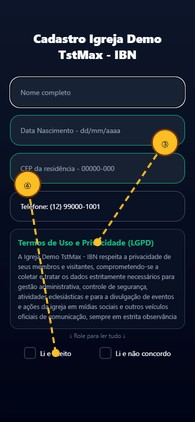 Cadastro Igreja Demo
TstMax - IBN
Nome completo
Data Nascimento - dd/mm/aaaa
③
CEP da residência - 00000-000
④
Telefone: (12) 99000-1001
Termos de Uso e Privacidade (LGPD)
A Igreja Demo TstMax - IBN respeita a privacidade de
seus membros e visitantes, comprometendo-se a
coletar e tratar os dados estritamente necessários para
gestão administrativa, controle de segurança,
atividades eclesiásticas e para a divulgação de eventos
e ações da igreja em mídias sociais e outros veículos
oficiais de comunicação, sempre em estrita observância
↓ Role para ler tudo ↓
Li e aceito
Li e não concordo